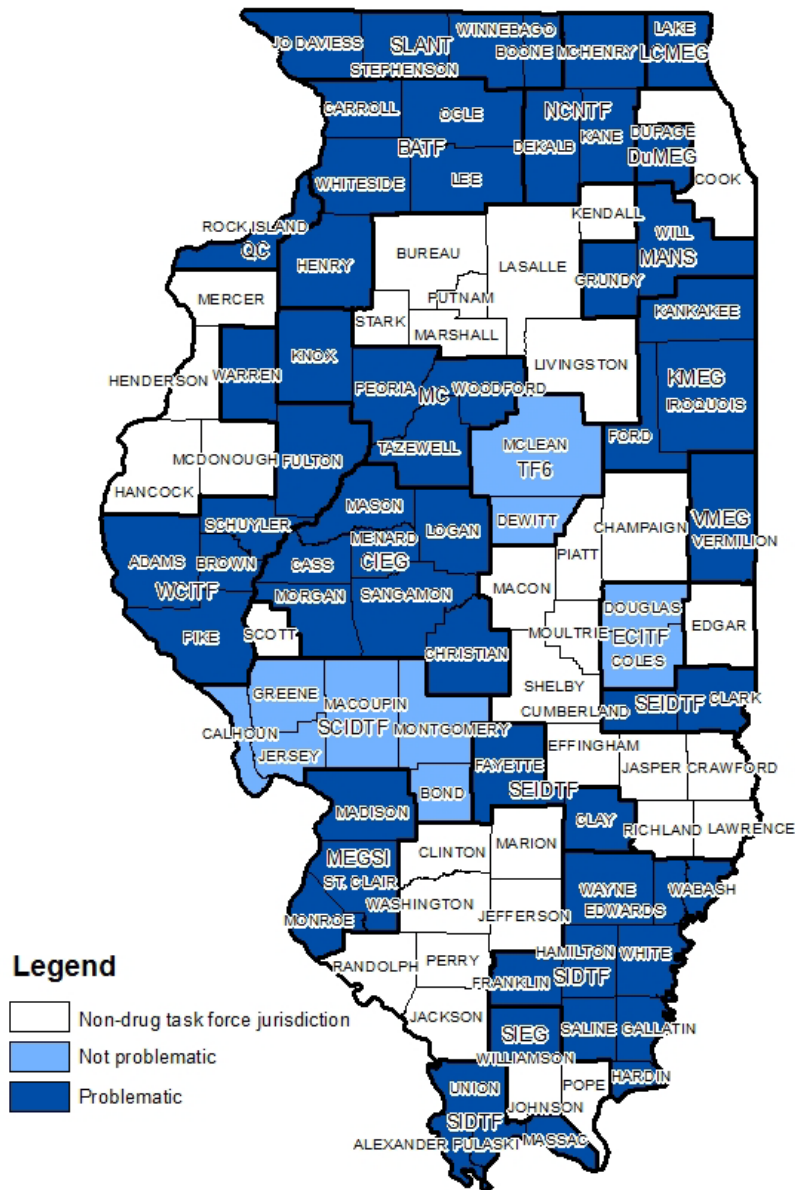 JO DAVIESS
SLANT
WINNEBAGO
LAKE
STEPHENSON
BOONE
MCHENRY
LCMEG
CARROLL
OGLE
NCNTF
KANE
DUPAGE
BATF
DEKALB
DuMEG
WHITESIDE
LEE
COOK
ROCK ISLAND
KENDALL
QC
HENRY
BUREAU
LASALLE
WILL
MANS
MERCER
PUTNAM
GRUNDY
STARK
MARSHALL
KANKAKEE
HENDERSON
WARREN
KNOX
LIVINGSTON
PEORIA
MC
WOODFORD
KMEG
IROQUOIS
MCDONOUGH
FULTON
TAZEWELL
MCLEAN
FORD
TF6
HANCOCK
MASON
DEWITT
CHAMPAIGN
VMEG
SCHUYLER
LOGAN
VERMILION
ADAMS
BROWN
MENARD
CASS
CIEG
PIATT
WCITF
MORGAN
SANGAMON
MACON
DOUGLAS
PIKE
SCOTT
MOULTRIE
ECITF
EDGAR
CHRISTIAN
COLES
GREENE
MACOUPIN
SHELBY
SEIDTF
CLARK
CALHOUN
SCIDTF
MONTGOMERY
CUMBERLAND
JERSEY
FAYETTE
EFFINGHAM
JASPER
CRAWFORD
BOND
SEIDTF
MADISON
CLAY
RICHLAND
LAWRENCE
MEGSI
CLINTON
MARION
ST. CLAIR
WAYNE
WABASH
WASHINGTON
EDWARDS
MONROE
JEFFERSON
HAMILTON
WHITE
Legend
RANDOLPH
PERRY
FRANKLIN
SIDTF
Non-drug task force jurisdiction
JACKSON
SIEG
SALINE
GALLATIN
Not problematic
WILLIAMSON
HARDIN
Problematic
UNION
POPE
JOHNSON
SIDTF
ALEXANDER
PULASKI
MASSAC